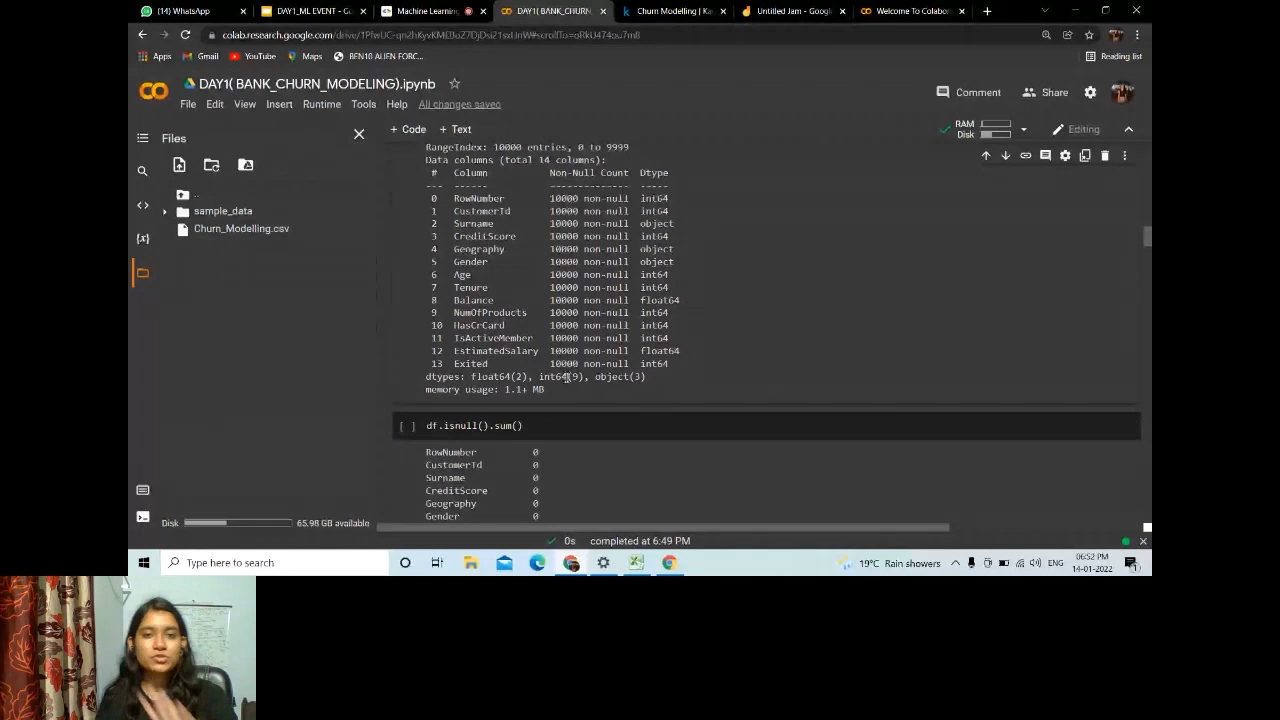 (14) WhatsApp
DAY1_ML EVENT - G
Machine Learning
DAY1( BANK_CHURN
Churn Modelling | Ka
Untitled Jam - Google
Welcome To Colabor
colab.research.google.com/drive/
Apps
Gmail
YouTube
Maps
BEN10 ALIEN FORC...
Reading list
DAY1( BANK_CHURN_MODELING).ipynb
File Edit View Insert Runtime Tools Help All changes saved
Comment
Share
Files
+ Code + Text
RAM
Disk
Editing
RangeIndex: 10000 entries, 0 to 9999
Data columns (total 14 columns):
# Column Non-Null Count Dtype
--- ------ -------------- -----
0 RowNumber 10000 non-null int64
1 CustomerId 10000 non-null int64
2 Surname 10000 non-null object
3 CreditScore 10000 non-null int64
4 Geography 10000 non-null object
5 Gender 10000 non-null object
6 Age 10000 non-null int64
7 Tenure 10000 non-null int64
8 Balance 10000 non-null float64
9 NumOfProducts 10000 non-null int64
10 HasCrCard 10000 non-null int64
11 IsActiveMember 10000 non-null int64
12 EstimatedSalary 10000 non-null float64
13 Exited 10000 non-null int64
dtypes: float64(2), int64(9), object(3)
memory usage: 1.1+ MB
..
sample_data
Churn_Modelling.csv
[ ] df.isnull().sum()
RowNumber 0
CustomerId 0
Surname 0
CreditScore 0
Geography 0
Gender 0
Disk 65.98 GB available
0s completed at 6:49 PM
Type here to search
19°C Rain showers
ENG
06:52
14-01-2022
1